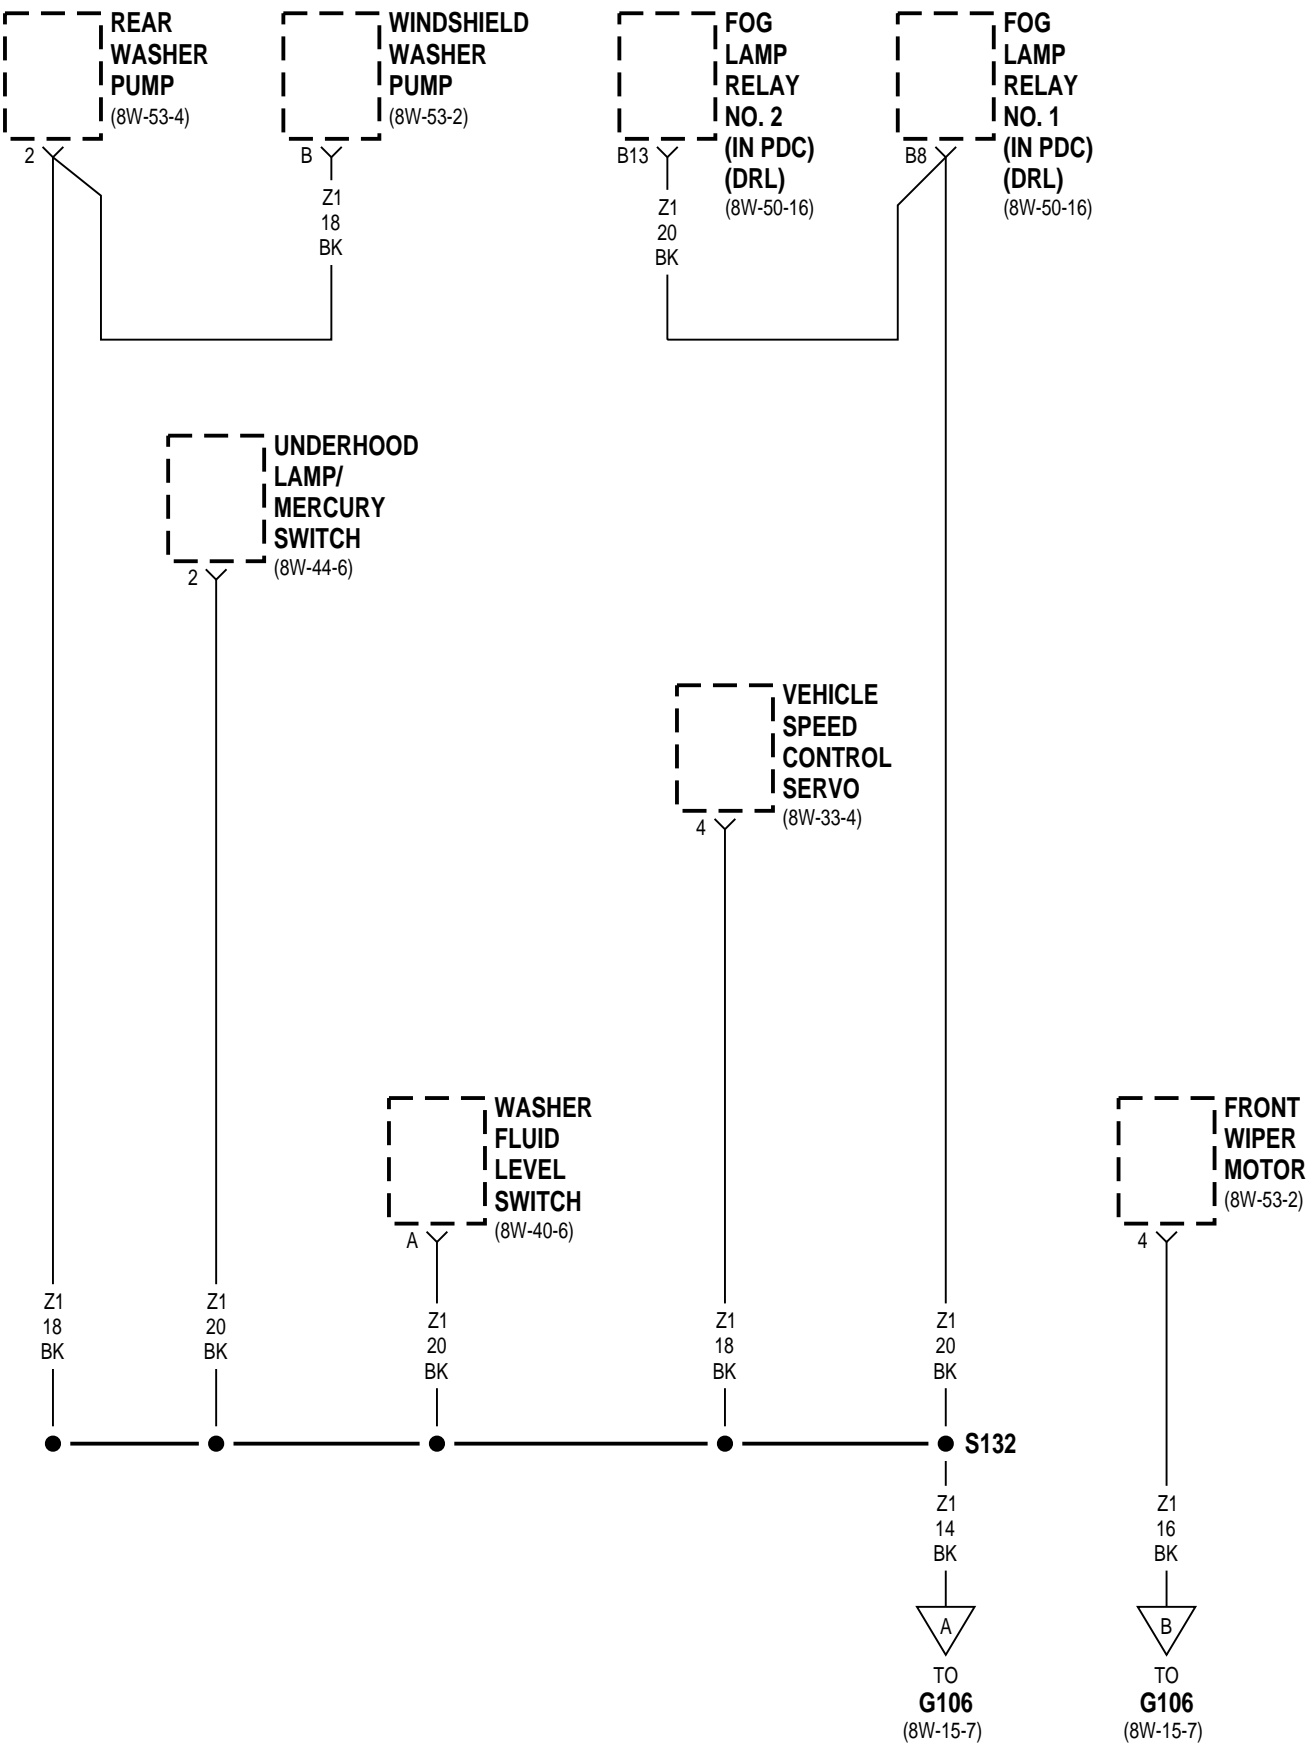 REAR
WASHER
PUMP
(8W-53-4)
2
WINDSHIELD
WASHER
PUMP
(8W-53-2)
B
Z1
18
BK
FOG
LAMP
RELAY
NO. 2
(IN PDC)
(DRL)
(8W-50-16)
B13
Z1
20
BK
FOG
LAMP
RELAY
NO. 1
(IN PDC)
(DRL)
(8W-50-16)
B8
UNDERHOOD
LAMP/
MERCURY
SWITCH
(8W-44-6)
2
VEHICLE
SPEED
CONTROL
SERVO
(8W-33-4)
4
WASHER
FLUID
LEVEL
SWITCH
(8W-40-6)
A
FRONT
WIPER
MOTOR
(8W-53-2)
4
Z1
18
BK
Z1
20
BK
Z1
20
BK
Z1
18
BK
Z1
20
BK
S132
Z1
14
BK
A
TO
G106
(8W-15-7)
Z1
16
BK
B
TO
G106
(8W-15-7)